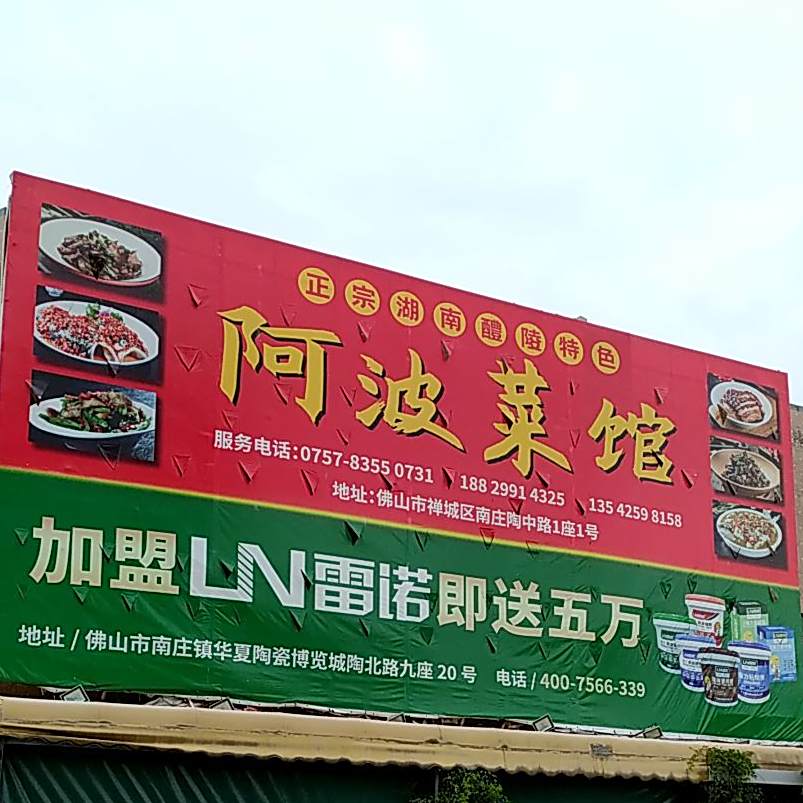 正宗湖南醴陵特色
阿波菜馆
服务电话:0757-8355 0731 188 2991 4325 135 4259 8158
地址:佛山市禅城区南庄陶中路1座1号
加盟LN雷诺即送五万
地址/佛山市南庄镇华夏陶瓷博览城陶北路九座20号 电话/400-7566-339